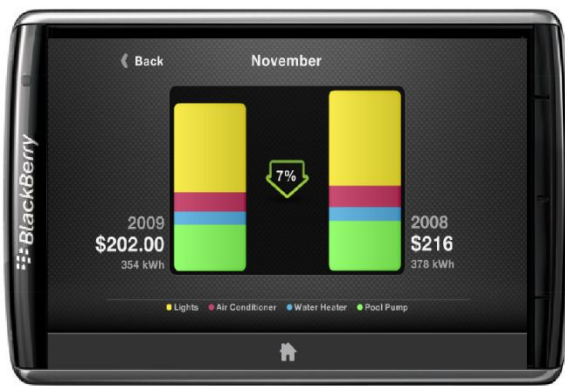 BlackBerry
Back
November
7%
2009
$202.00
354 kWh
2008
$216
378 kWh
Lights Air Conditioner Water Heater Pool Pump